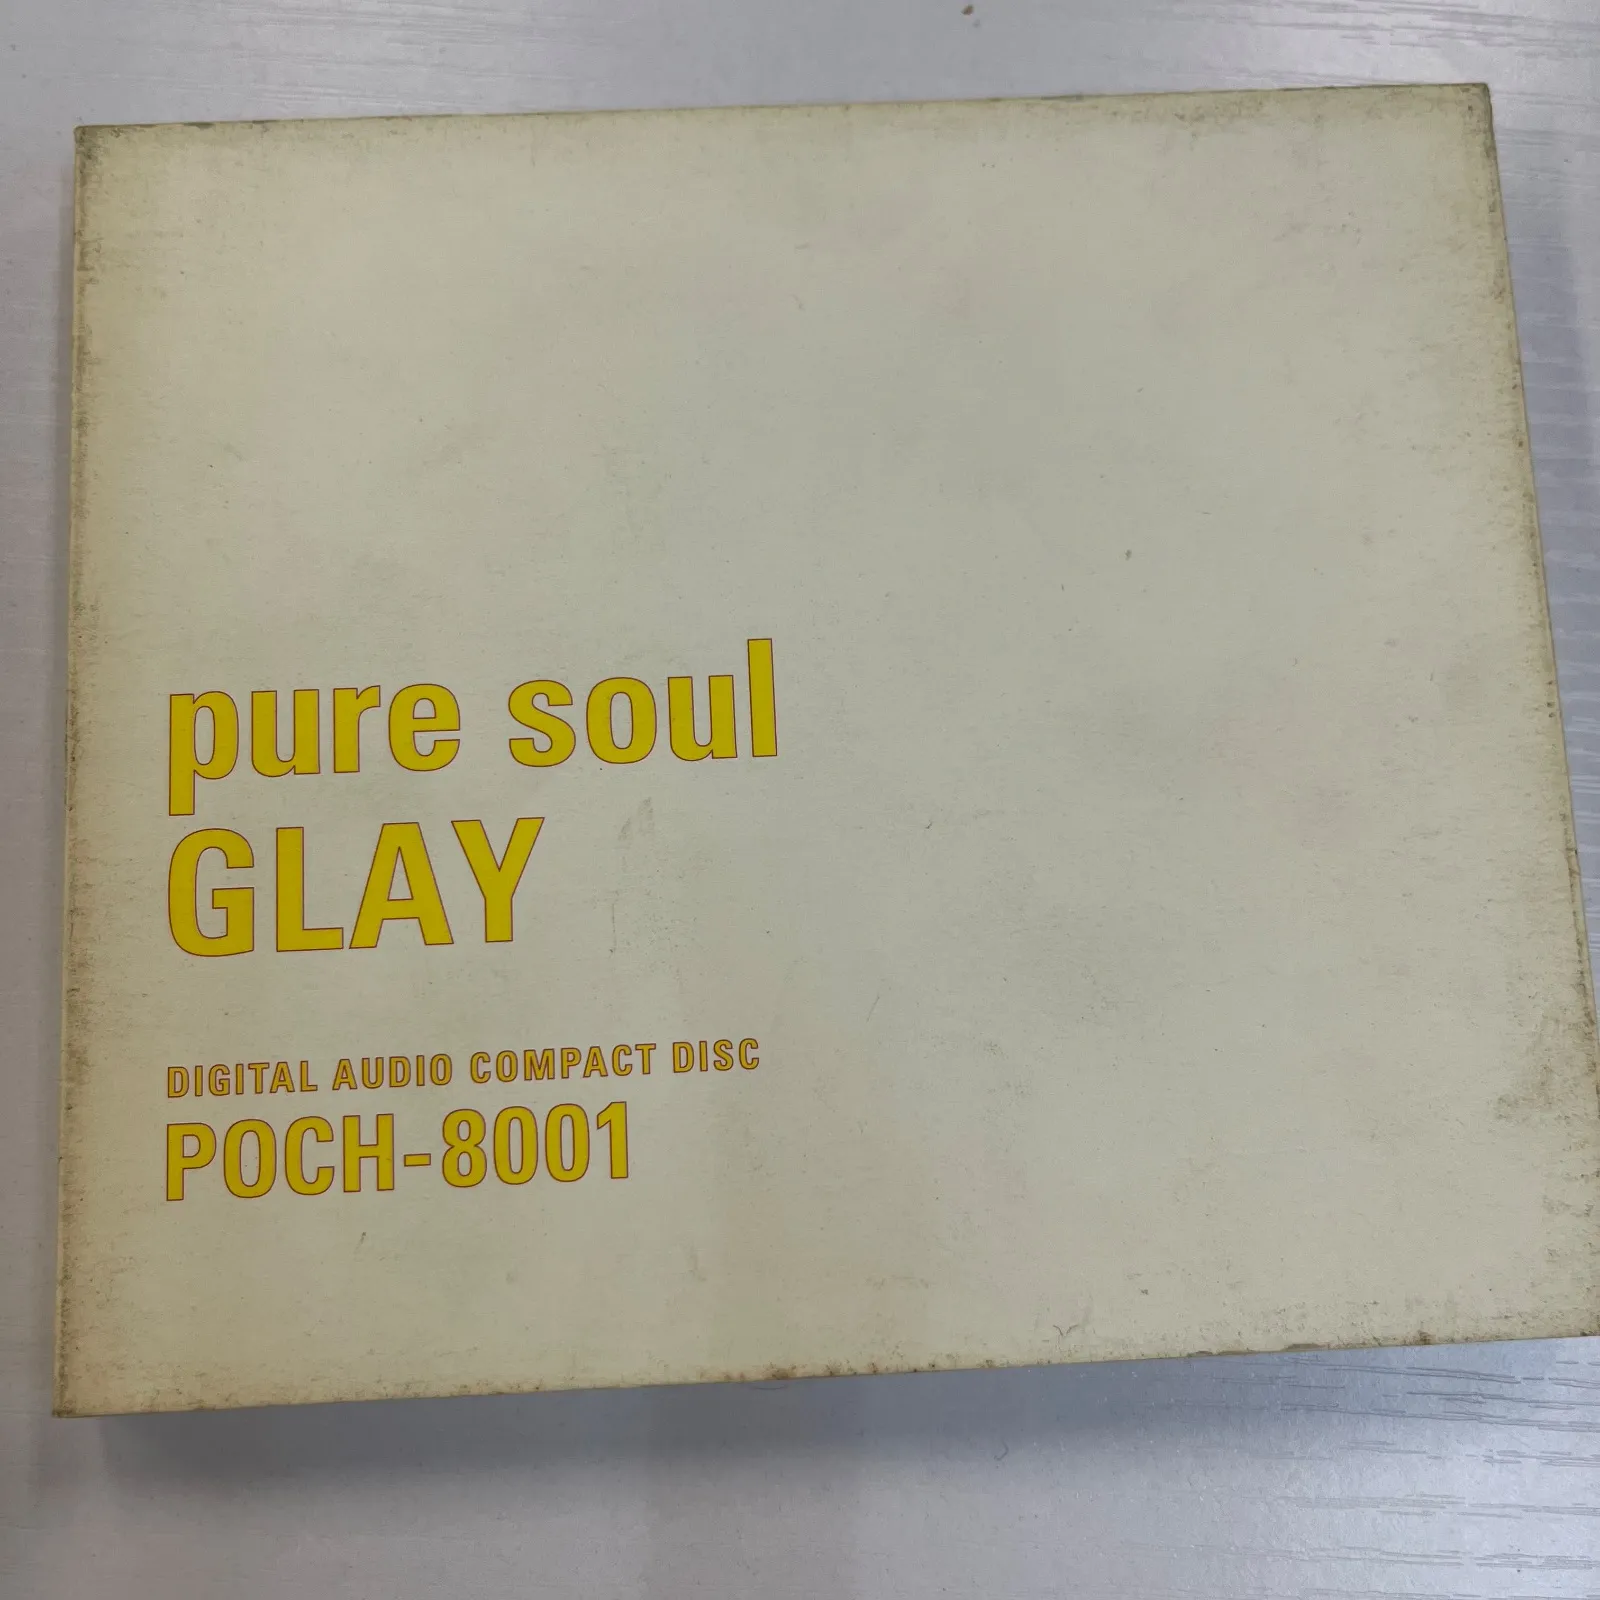 pure soul
GLAY
DIGITAL AUDIO COMPACT DISC
POCH-8001